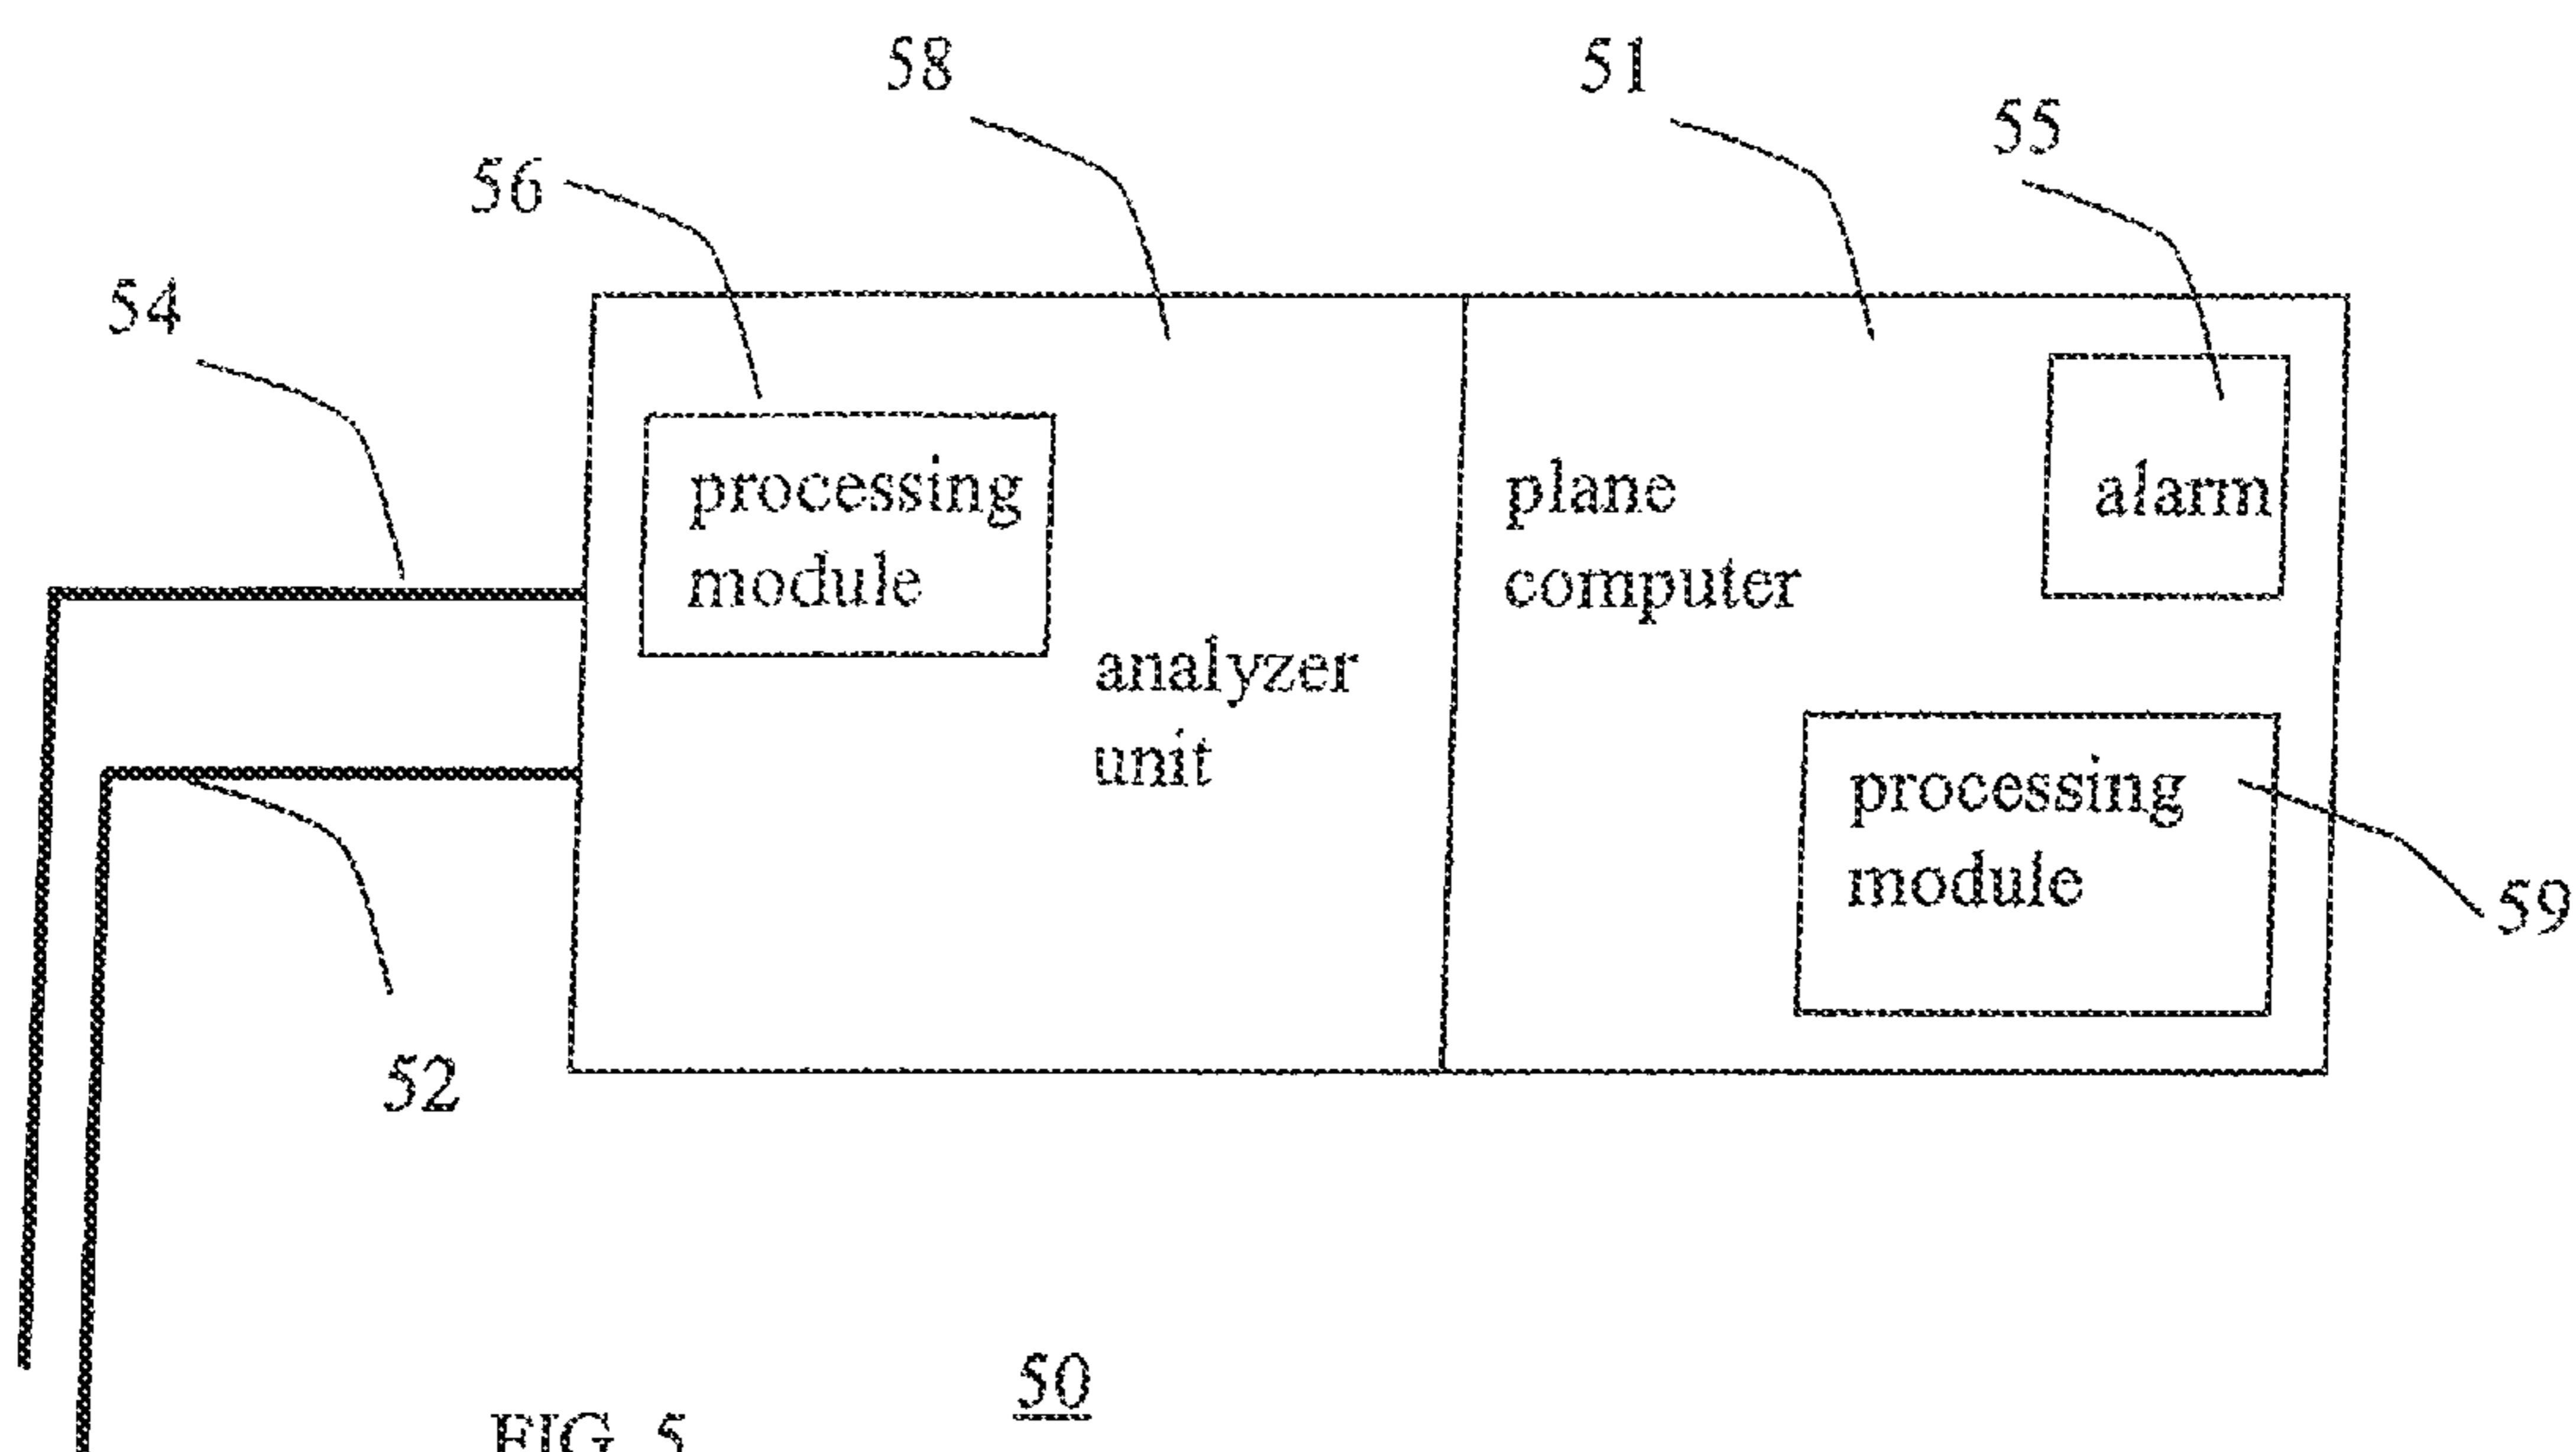 58
51
55
56
54
processing
module
plane
computer
alarm
analyzer
unit
processing
module
59
52
50
FIG. 5